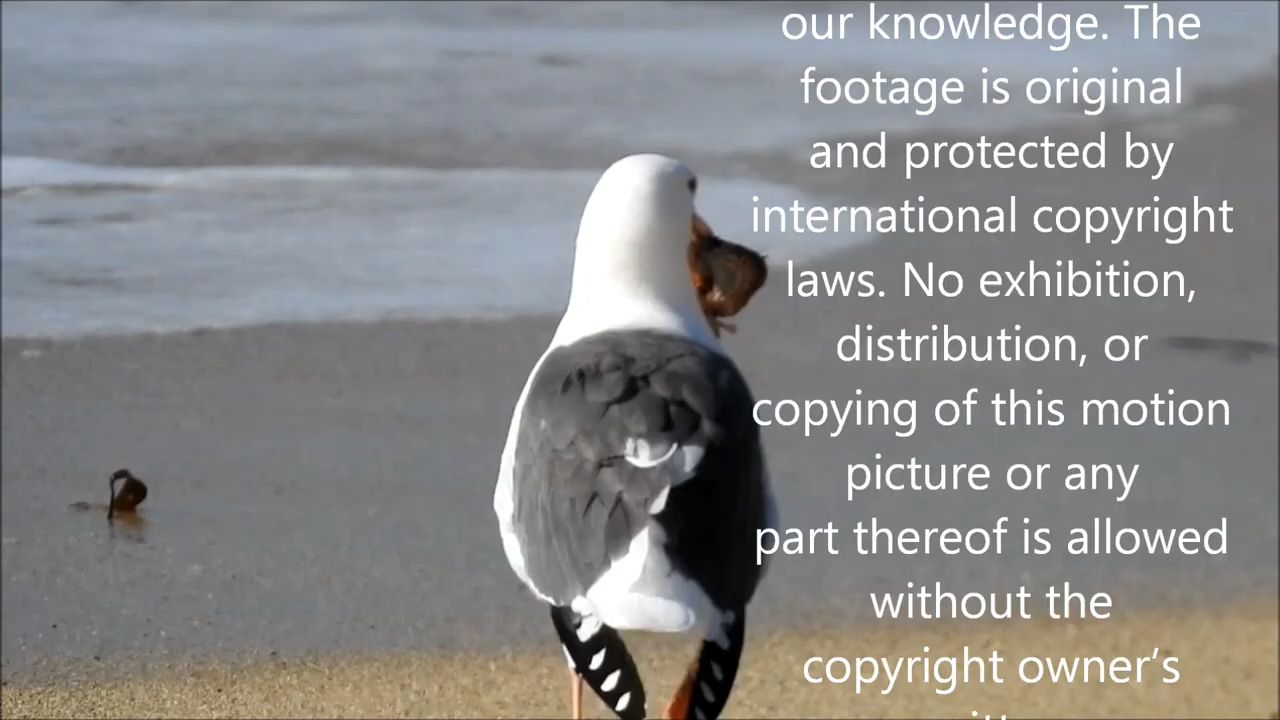 our knowledge. The
footage is original
and protected by
international copyright
laws. No exhibition,
distribution, or
copying of this motion
picture or any
part thereof is allowed
without the
copyright owner’s